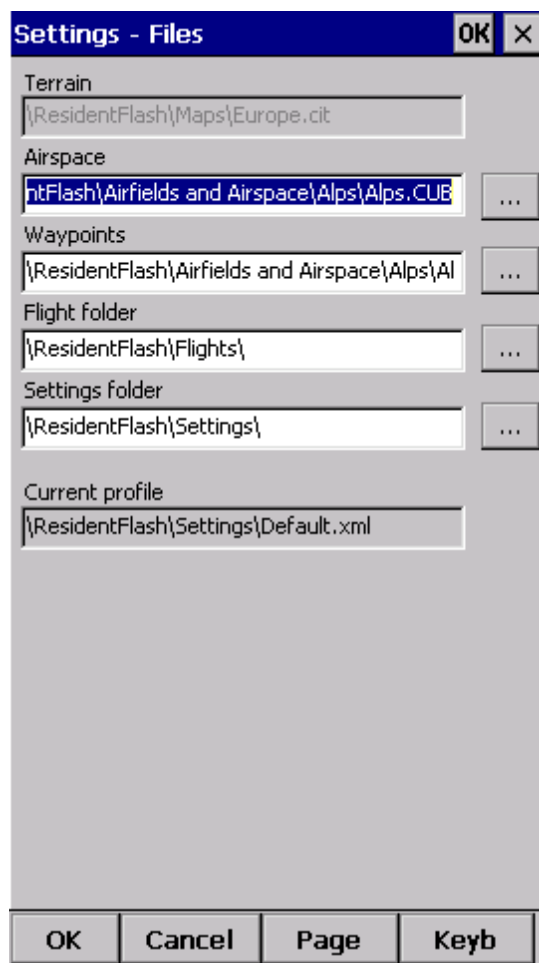 Settings - Files OK ×
Terrain
\ResidentFlash\Maps\Europe.cit
Airspace
ntFlash\Airfields and Airspace\Alps\Alps.CUB ...
Waypoints
\ResidentFlash\Airfields and Airspace\Alps\Al ...
Flight folder
\ResidentFlash\Flights\ ...
Settings folder
\ResidentFlash\Settings\ ...
Current profile
\ResidentFlash\Settings\Default.xml
OK Cancel Page Keyb